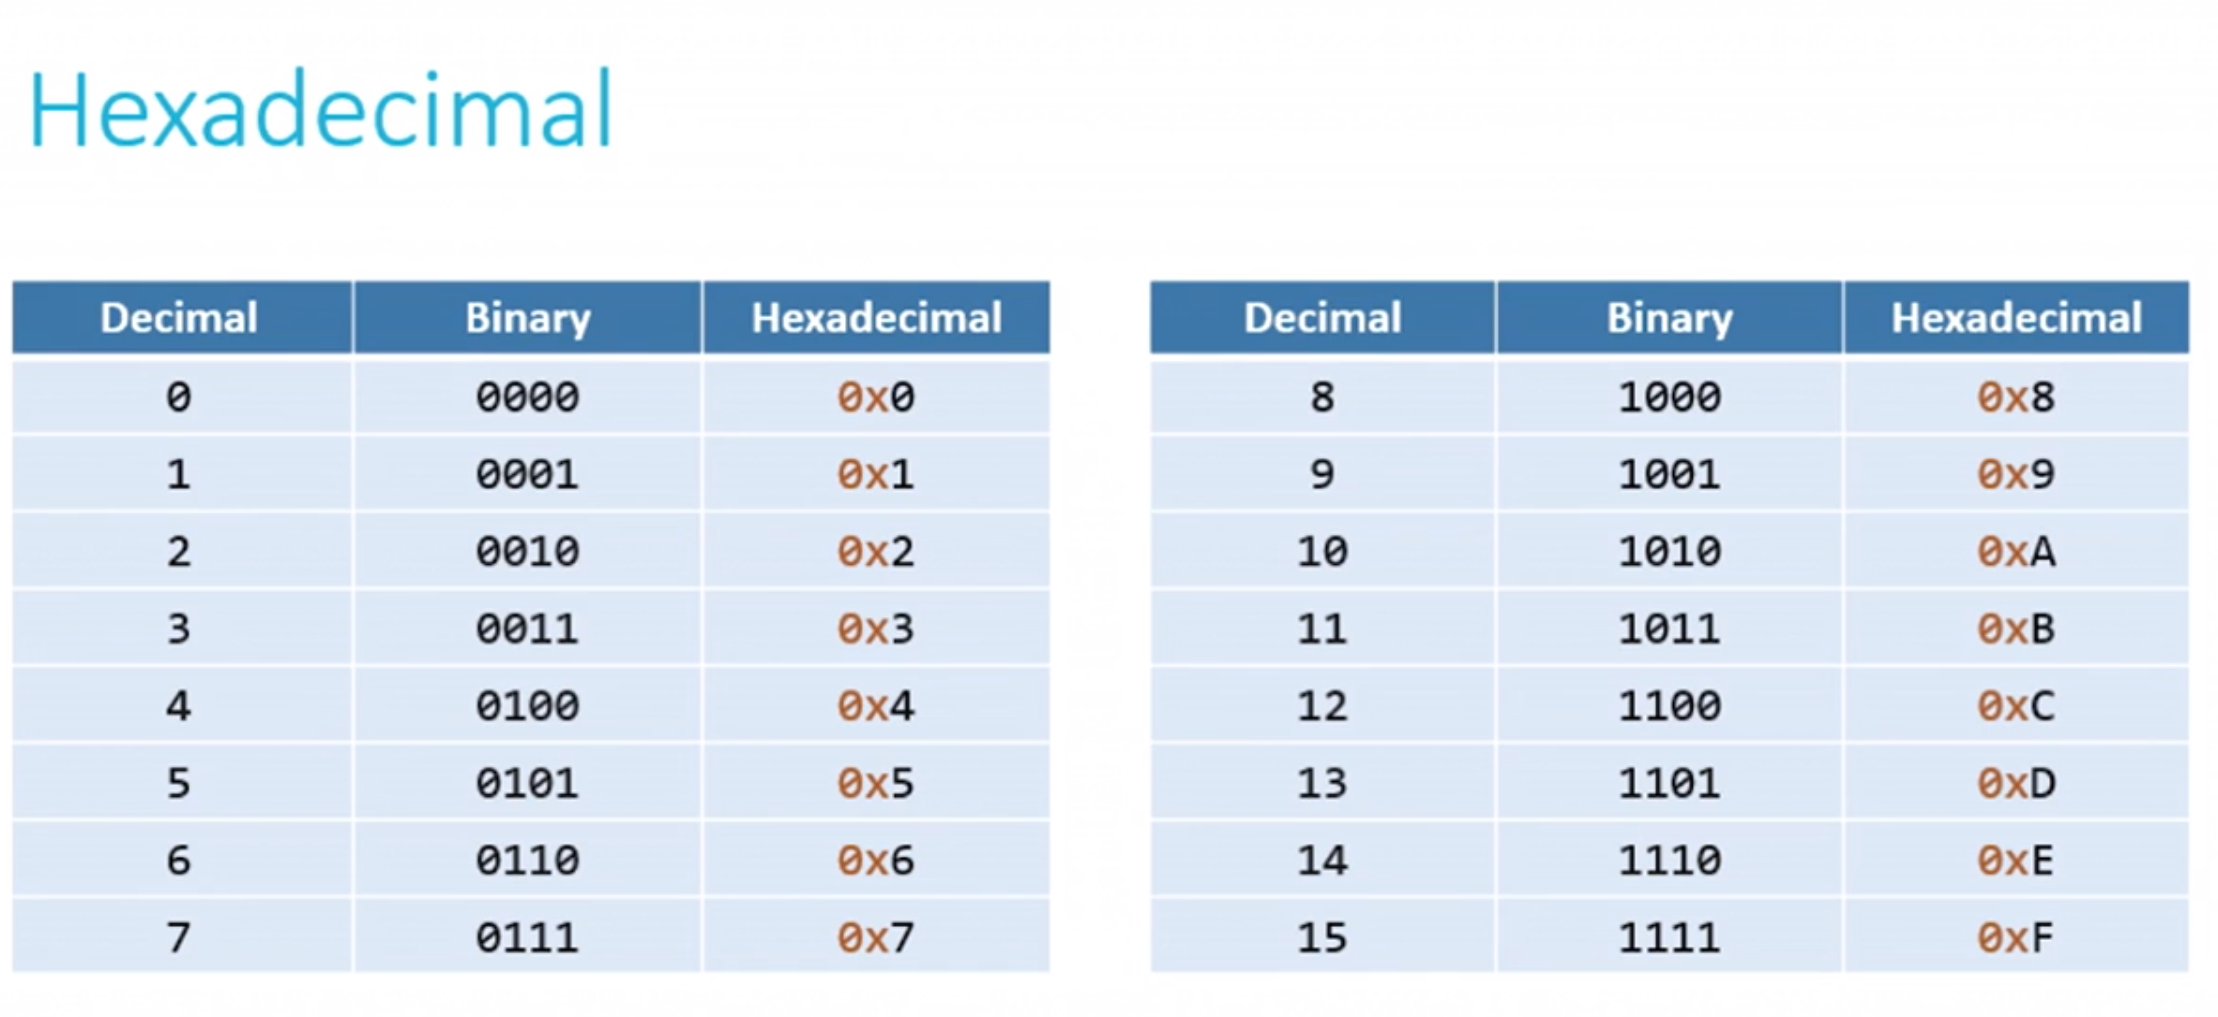 Hexadecimal
Decimal Binary Hexadecimal
0 0000 0x0
1 0001 0x1
2 0010 0x2
3 0011 0x3
4 0100 0x4
5 0101 0x5
6 0110 0x6
7 0111 0x7
Decimal Binary Hexadecimal
8 1000 0x8
9 1001 0x9
10 1010 0xA
11 1011 0xB
12 1100 0xC
13 1101 0xD
14 1110 0xE
15 1111 0xF